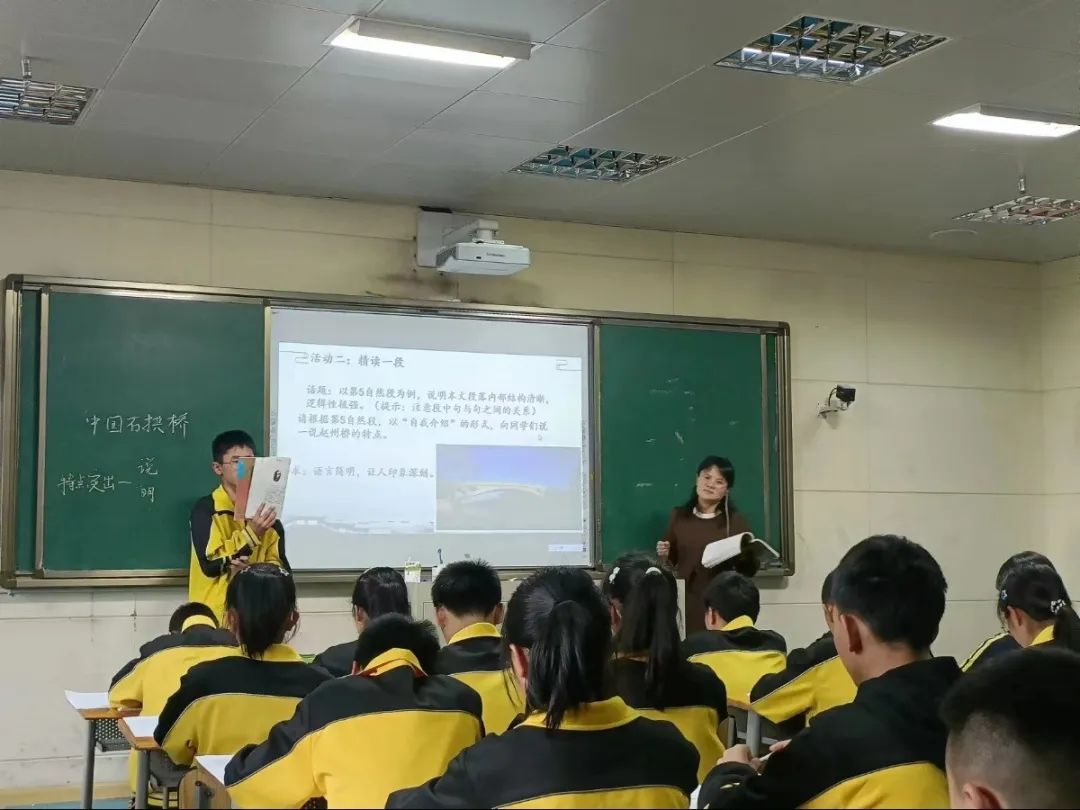 中国石拱桥
特点突出一
说
明
活动二：精读一段
话题：以第5自然段为例，说明本文段落内部结构清晰，
逻辑性极强。（提示：注意段中句与句之间的关系）
请根据第5自然段，以“自我介绍”的形式，向同学们说
一说赵州桥的特点。
求：语言简明，让人印象深刻。